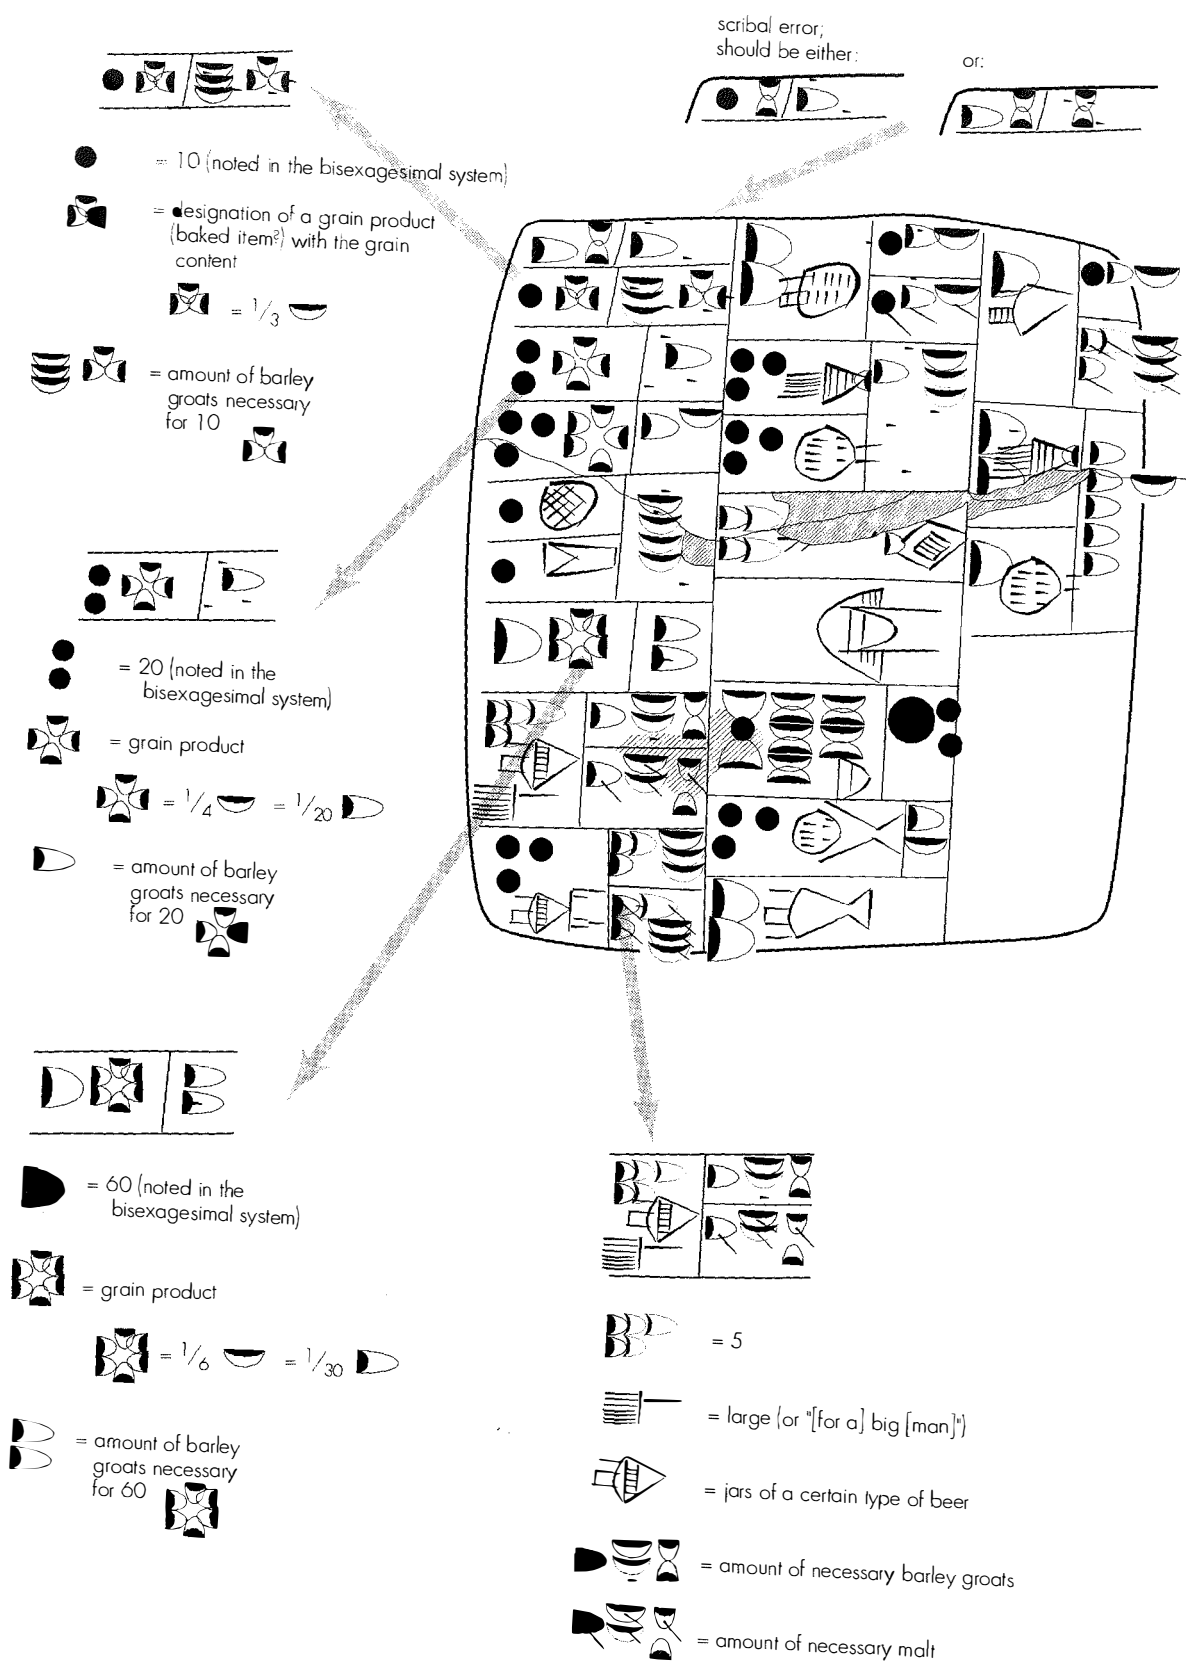 scribal error;
should be either:
or:
= 10 (noted in the bisexagesimal system)
= designation of a grain product
(baked item?) with the grain
content
= 1/3
= amount of barley
groats necessary
for 10
= 20 (noted in the
bisexagesimal system)
= grain product
= 1/4 = 1/20
= amount of barley
groats necessary
for 20
= 60 (noted in the
bisexagesimal system)
= grain product
= 1/6 = 1/30
= amount of barley
groats necessary
for 60
= 5
= large (or "[for a] big [man]")
= jars of a certain type of beer
= amount of necessary barley groats
= amount of necessary malt